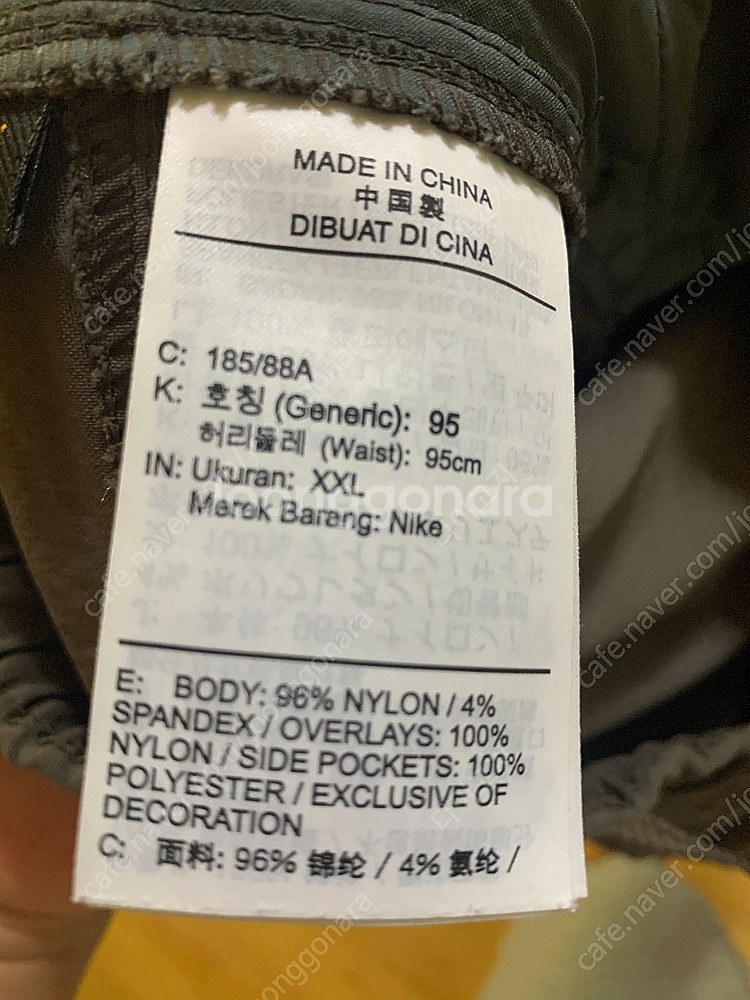 MADE IN CHINA
中国製
DIBUAT DI CINA
C: 185/88A
K: 호칭 (Generic): 95
허리둘레 (Waist): 95cm
IN: Ukuran: XXL
Merek Barang: Nike
joonggonara
E: BODY: 96% NYLON / 4%
SPANDEX / OVERLAYS: 100%
NYLON / SIDE POCKETS: 100%
POLYESTER / EXCLUSIVE OF
DECORATION
C: 面料: 96% 锦纶 / 4% 氨纶 /